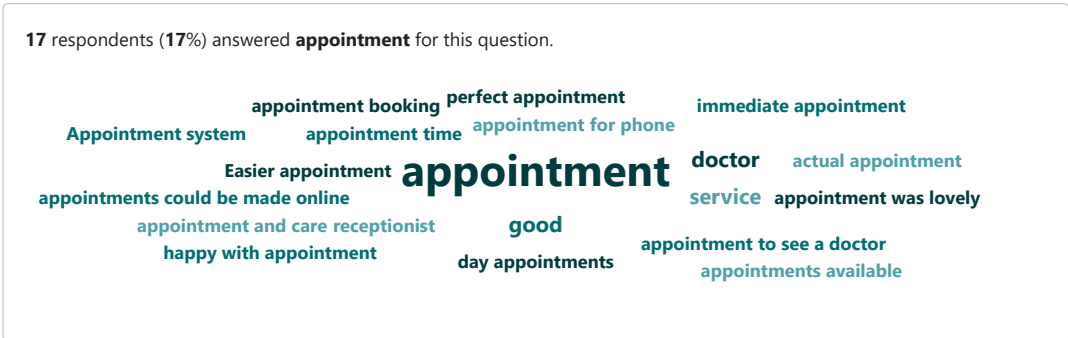 17 respondents (17%) answered appointment for this question.
appointment booking
perfect appointment
immediate appointment
Appointment system
appointment time
appointment for phone
Easier appointment
appointment
doctor
actual appointment
appointments could be made online
service
appointment was lovely
appointment and care receptionist
good
happy with appointment
day appointments
appointment to see a doctor
appointments available